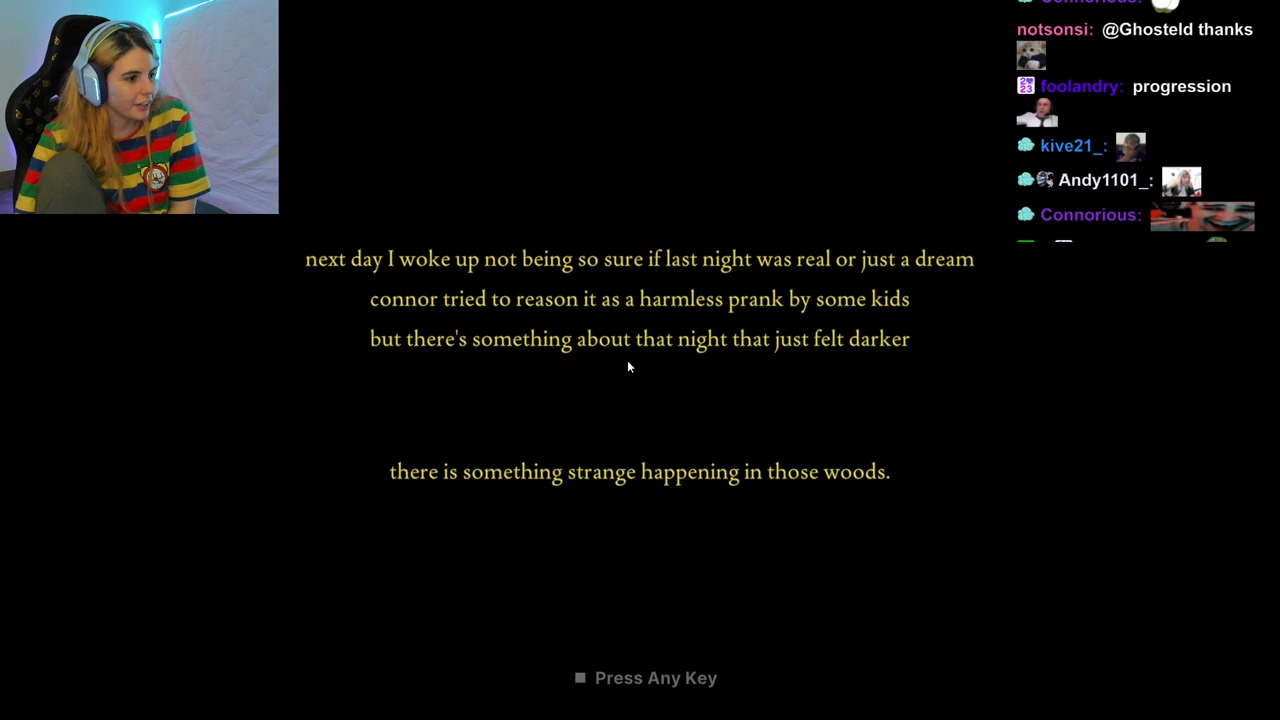 Connorious:
notsonsi: @Ghosteld thanks
foolandry: progression
kive21_:
Andy1101_:
Connorious:
next day I woke up not being so sure if last night was real or just a dream
connor tried to reason it as a harmless prank by some kids
but there's something about that night that just felt darker
there is something strange happening in those woods.
Press Any Key